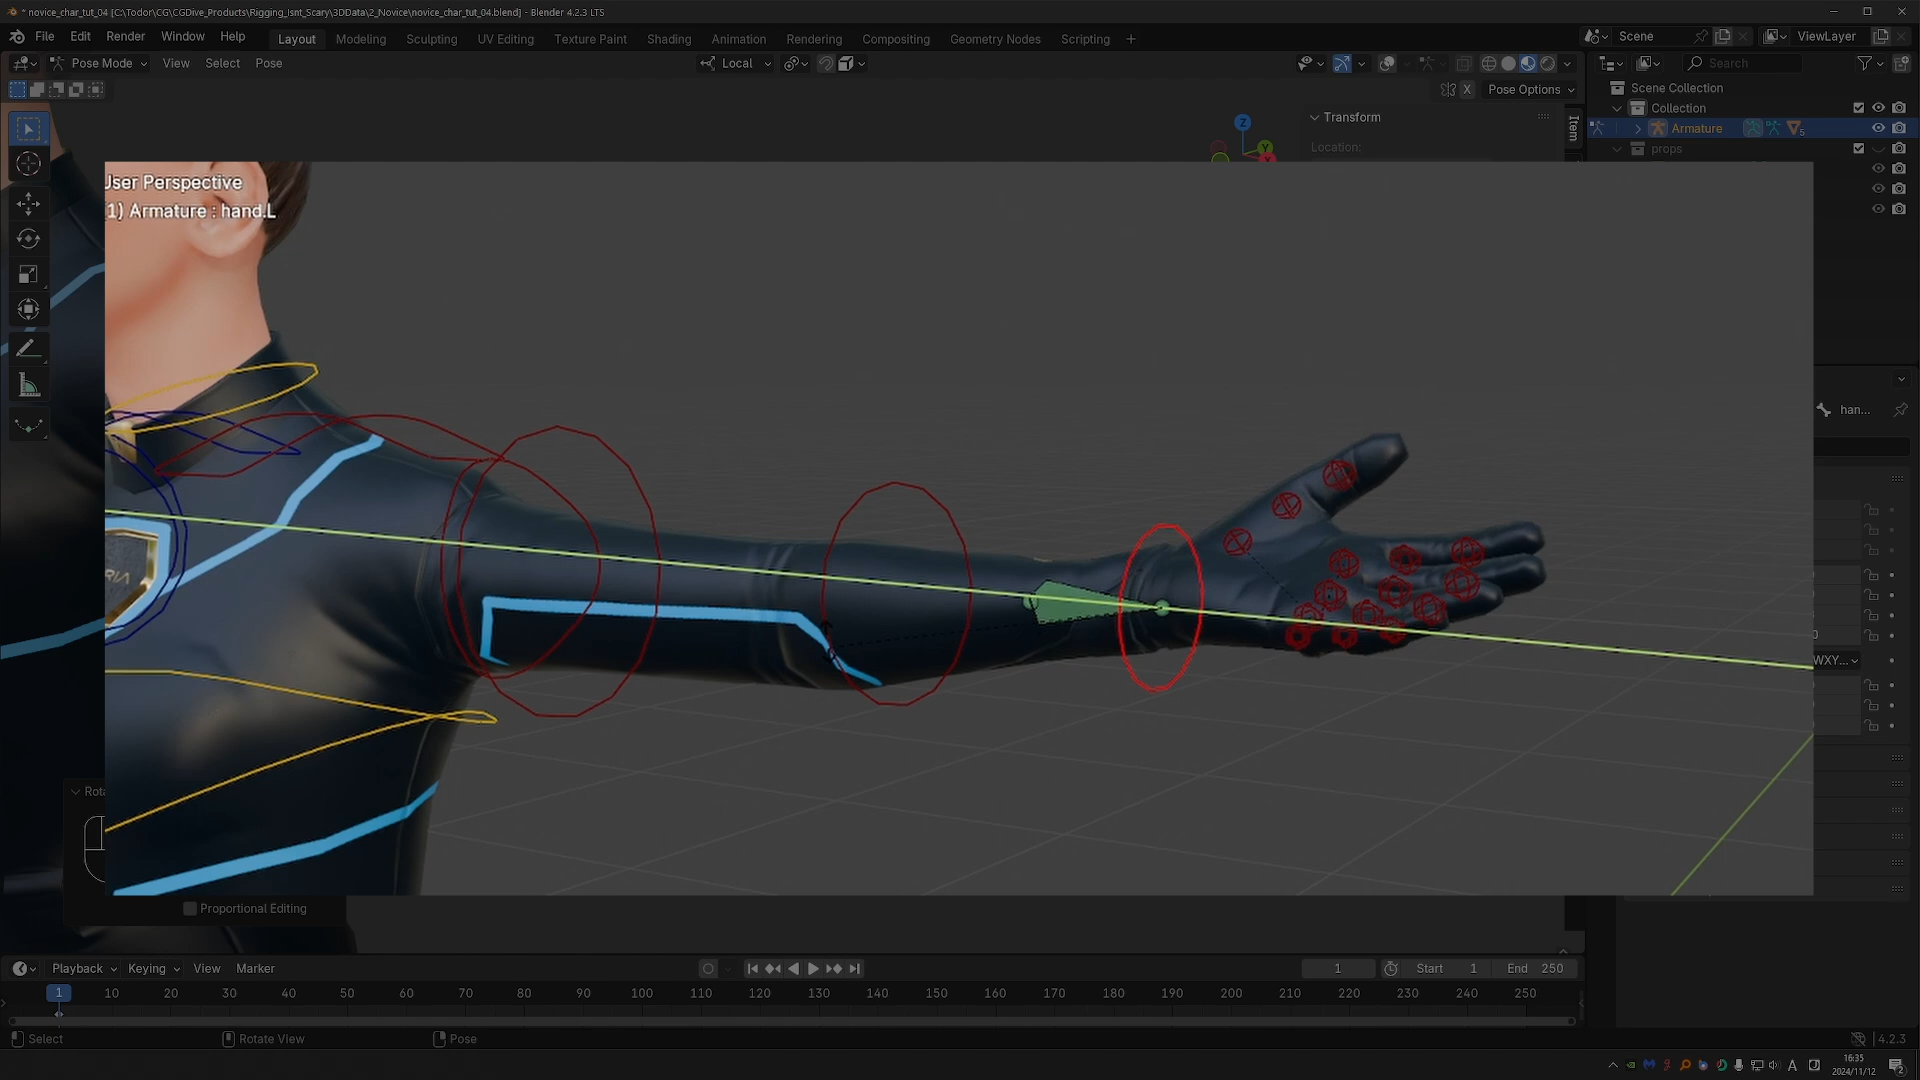 * novice_char_tut_04 [C:\Todor\CG\CGDive_Products\Rigging_Isnt_Scary\3DData\2_Novice\novice_char_tut_04.blend] - Blender 4.2.3 LTS
File Edit Render Window Help Layout Modeling Sculpting UV Editing Texture Paint Shading Animation Rendering Compositing Geometry Nodes Scripting + Scene ViewLayer
Pose Mode View Select Pose Local Search
X Pose Options
Scene Collection
Collection
Armature 5
props
Transform
Item
Location:
Z
Y
X
User Perspective
1) Armature : hand.L
han...
RIA
0
WXY...
Rota
Proportional Editing
Playback Keying View Marker 1 Start 1 End 250
1 10 20 30 40 50 60 70 80 90 100 110 120 130 140 150 160 170 180 190 200 210 220 230 240 250
Select Rotate View Pose 4.2.3
A
16:35
2024/11/12
2